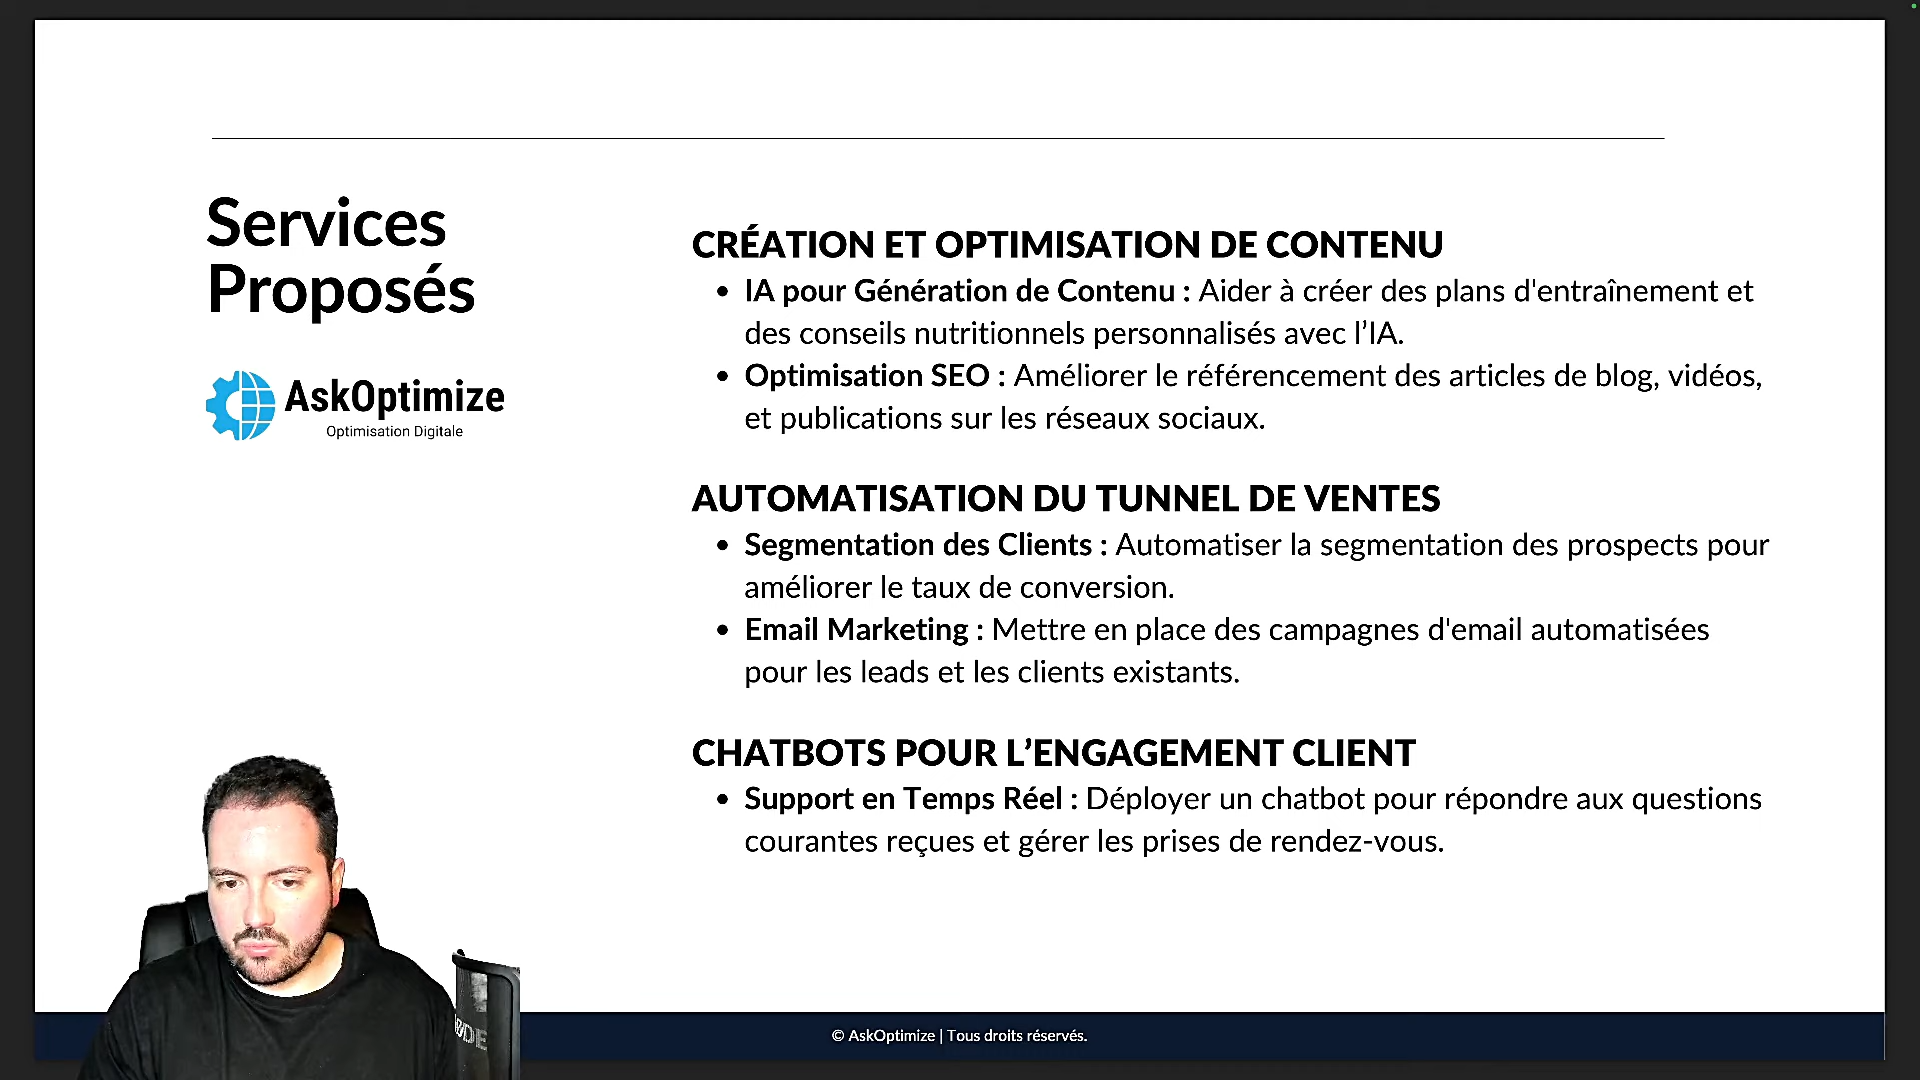 Services
Proposés
AskOptimize
Optimisation Digitale
CRÉATION ET OPTIMISATION DE CONTENU
• IA pour Génération de Contenu : Aider à créer des plans d'entraînement et
des conseils nutritionnels personnalisés avec l’IA.
• Optimisation SEO : Améliorer le référencement des articles de blog, vidéos,
et publications sur les réseaux sociaux.
AUTOMATISATION DU TUNNEL DE VENTES
• Segmentation des Clients : Automatiser la segmentation des prospects pour
améliorer le taux de conversion.
• Email Marketing : Mettre en place des campagnes d'email automatisées
pour les leads et les clients existants.
CHATBOTS POUR L’ENGAGEMENT CLIENT
• Support en Temps Réel : Déployer un chatbot pour répondre aux questions
courantes reçues et gérer les prises de rendez-vous.
© AskOptimize | Tous droits réservés.